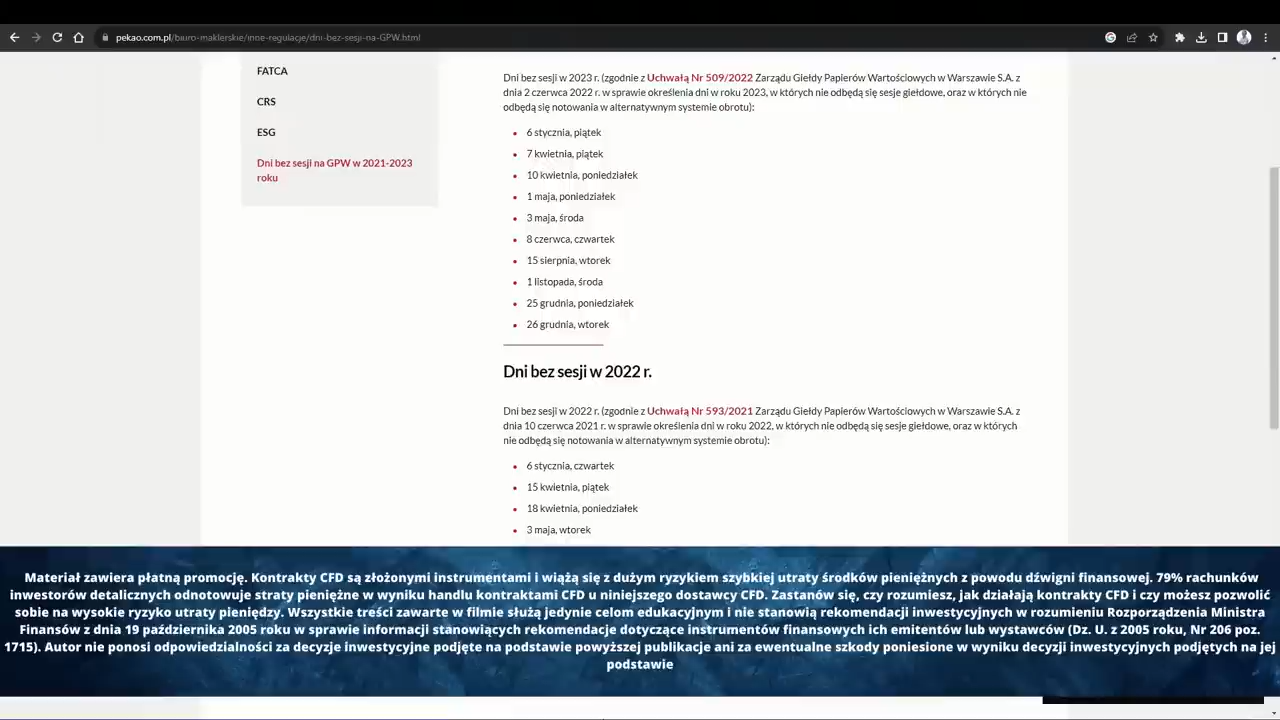 pekao.com.pl/biuro-maklerskie/inne-regulacje/dni-bez-sesji-na-GPW.html
FATCA
CRS
ESG
Dni bez sesji na GPW w 2021-2023
roku
Dni bez sesji w 2023 r. (zgodnie z Uchwałą Nr 509/2022 Zarządu Giełdy Papierów Wartościowych w Warszawie S.A. z
dnia 2 czerwca 2022 r. w sprawie określenia dni w roku 2023, w których nie odbędą się sesje giełdowe, oraz w których nie
odbędą się notowania w alternatywnym systemie obrotu):
6 stycznia, piątek
7 kwietnia, piątek
10 kwietnia, poniedziałek
1 maja, poniedziałek
3 maja, środa
8 czerwca, czwartek
15 sierpnia, wtorek
1 listopada, środa
25 grudnia, poniedziałek
26 grudnia, wtorek
Dni bez sesji w 2022 r.
Dni bez sesji w 2022 r. (zgodnie z Uchwałą Nr 593/2021 Zarządu Giełdy Papierów Wartościowych w Warszawie S.A. z
dnia 10 czerwca 2021 r. w sprawie określenia dni w roku 2022, w których nie odbędą się sesje giełdowe, oraz w których
nie odbędą się notowania w alternatywnym systemie obrotu):
6 stycznia, czwartek
15 kwietnia, piątek
18 kwietnia, poniedziałek
3 maja, wtorek
Materiał zawiera płatną promocję. Kontrakty CFD są złożonymi instrumentami i wiążą się z dużym ryzykiem szybkiej utraty środków pieniężnych z powodu dźwigni finansowej. 79% rachunków
inwestorów detalicznych odnotowuje straty pieniężne w wyniku handlu kontraktami CFD u niniejszego dostawcy CFD. Zastanów się, czy rozumiesz, jak działają kontrakty CFD i czy możesz pozwolić
sobie na wysokie ryzyko utraty pieniędzy. Wszystkie treści zawarte w filmie służą jedynie celom edukacyjnym i nie stanowią rekomendacji inwestycyjnych w rozumieniu Rozporządzenia Ministra
Finansów z dnia 19 października 2005 roku w sprawie informacji stanowiących rekomendacje dotyczące instrumentów finansowych ich emitentów lub wystawców (Dz. U. z 2005 roku, Nr 206 poz.
1715). Autor nie ponosi odpowiedzialności za decyzje inwestycyjne podjęte na podstawie powyższej publikacje ani za ewentualne szkody poniesione w wyniku decyzji inwestycyjnych podjętych na jej
podstawie